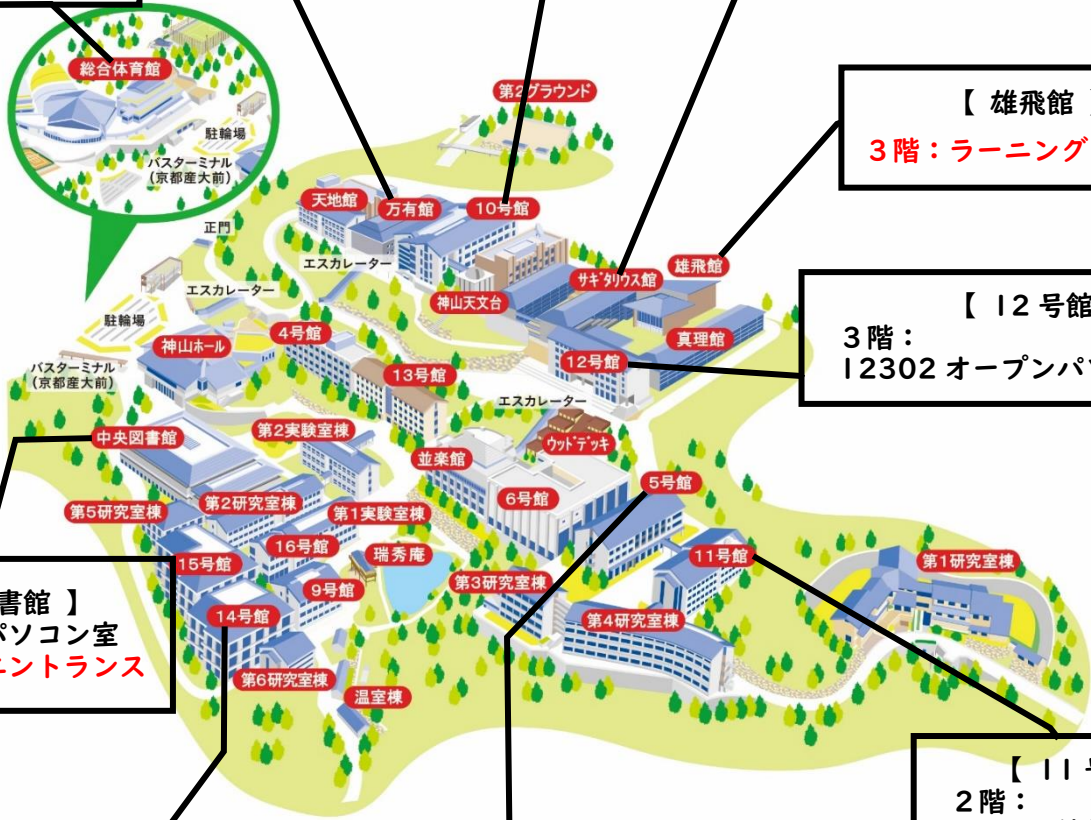 総合体育館
駐輪場
バスターミナル
(京都産大前)
第2グラウンド
【 雄飛館
3階：ラーニング
天地館
万有館
10号館
正門
エスカレーター
エスカレーター
サギタリウス館
雄飛館
神山天文台
【 12号館
3階：
12302 オープンパ
駐輪場
神山ホール
4号館
真理館
12号館
バスターミナル
(京都産大前)
13号館
エスカレーター
中央図書館
第2実験室棟
ウッドデッキ
並楽館
6号館
5号館
第5研究室棟
第2研究室棟
第1実験室棟
16号館
瑞秀庵
15号館
11号館
第1研究室棟
第3研究室棟
9号館
書館 】
パソコン室
エントランス
14号館
第4研究室棟
第6研究室棟
温室棟
【 11
2階：